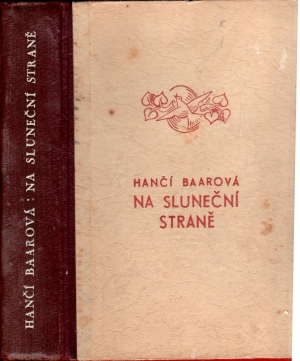 HANČÍ BAAROVÁ : NA SLUNEČNÍ STRANĚ
HANČÍ BAAROVÁ
NA SLUNEČNÍ
STRANĚ